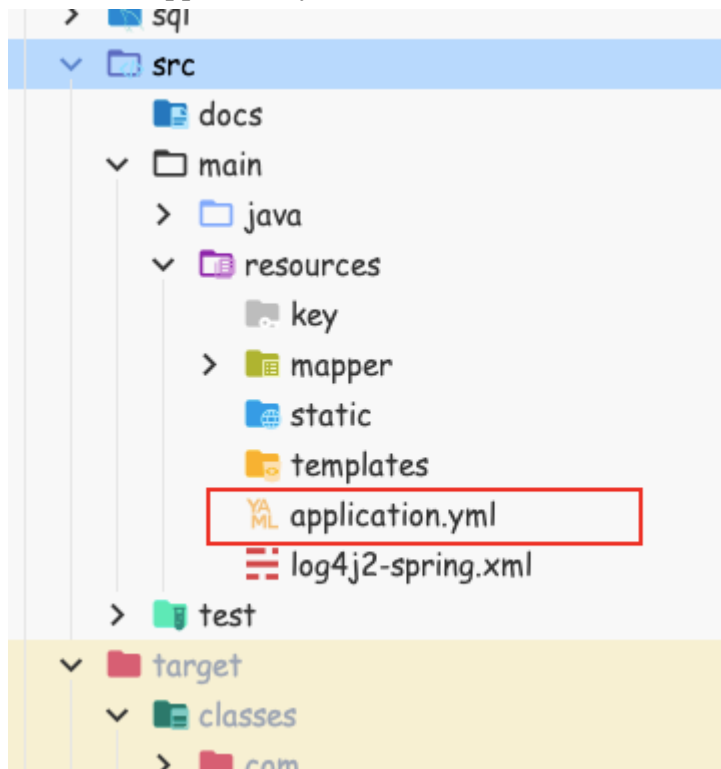 sql
src
docs
main
java
resources
key
mapper
static
templates
YAML application.yml
log4j2-spring.xml
test
target
classes
com